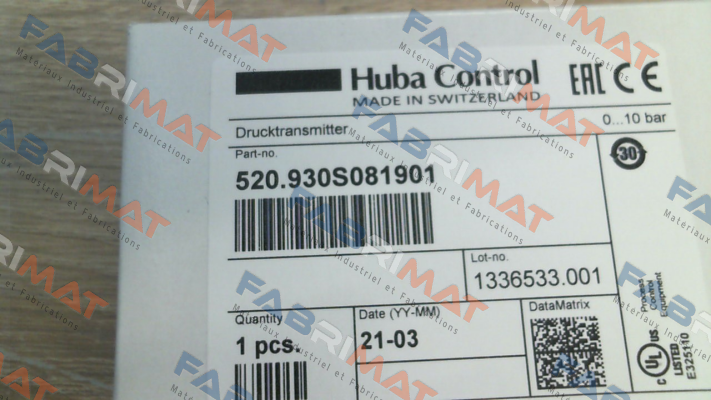 Huba Control
MADE IN SWITZERLAND
EAC CE
Drucktransmitter
0...10 bar
Part-no.
520.930S081901
30
Lot-no.
1336533.001
Quantity
1 pcs.
Date (YY-MM)
21-03
DataMatrix
Process
Control
Equipment
C UL US
LISTED
E325110
FABRIMAT
Matériaux Industriel et Fabrications